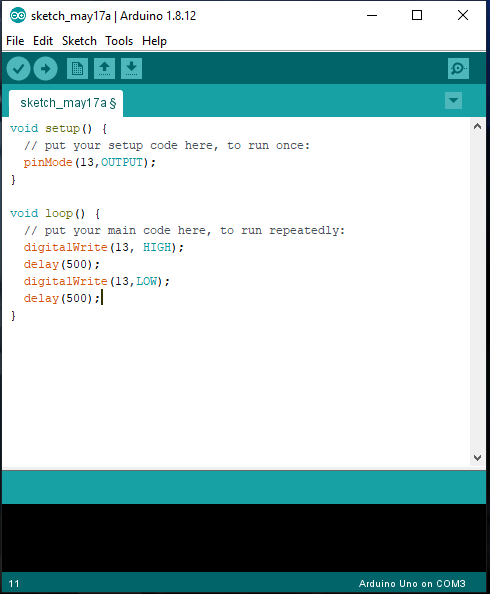 sketch_may17a | Arduino 1.8.12
File Edit Sketch Tools Help
sketch_may17a §
void setup() {
  // put your setup code here, to run once:
  pinMode(13,OUTPUT);
}
void loop() {
  // put your main code here, to run repeatedly:
  digitalWrite(13, HIGH);
  delay(500);
  digitalWrite(13,LOW);
  delay(500);
}
11 Arduino Uno on COM3